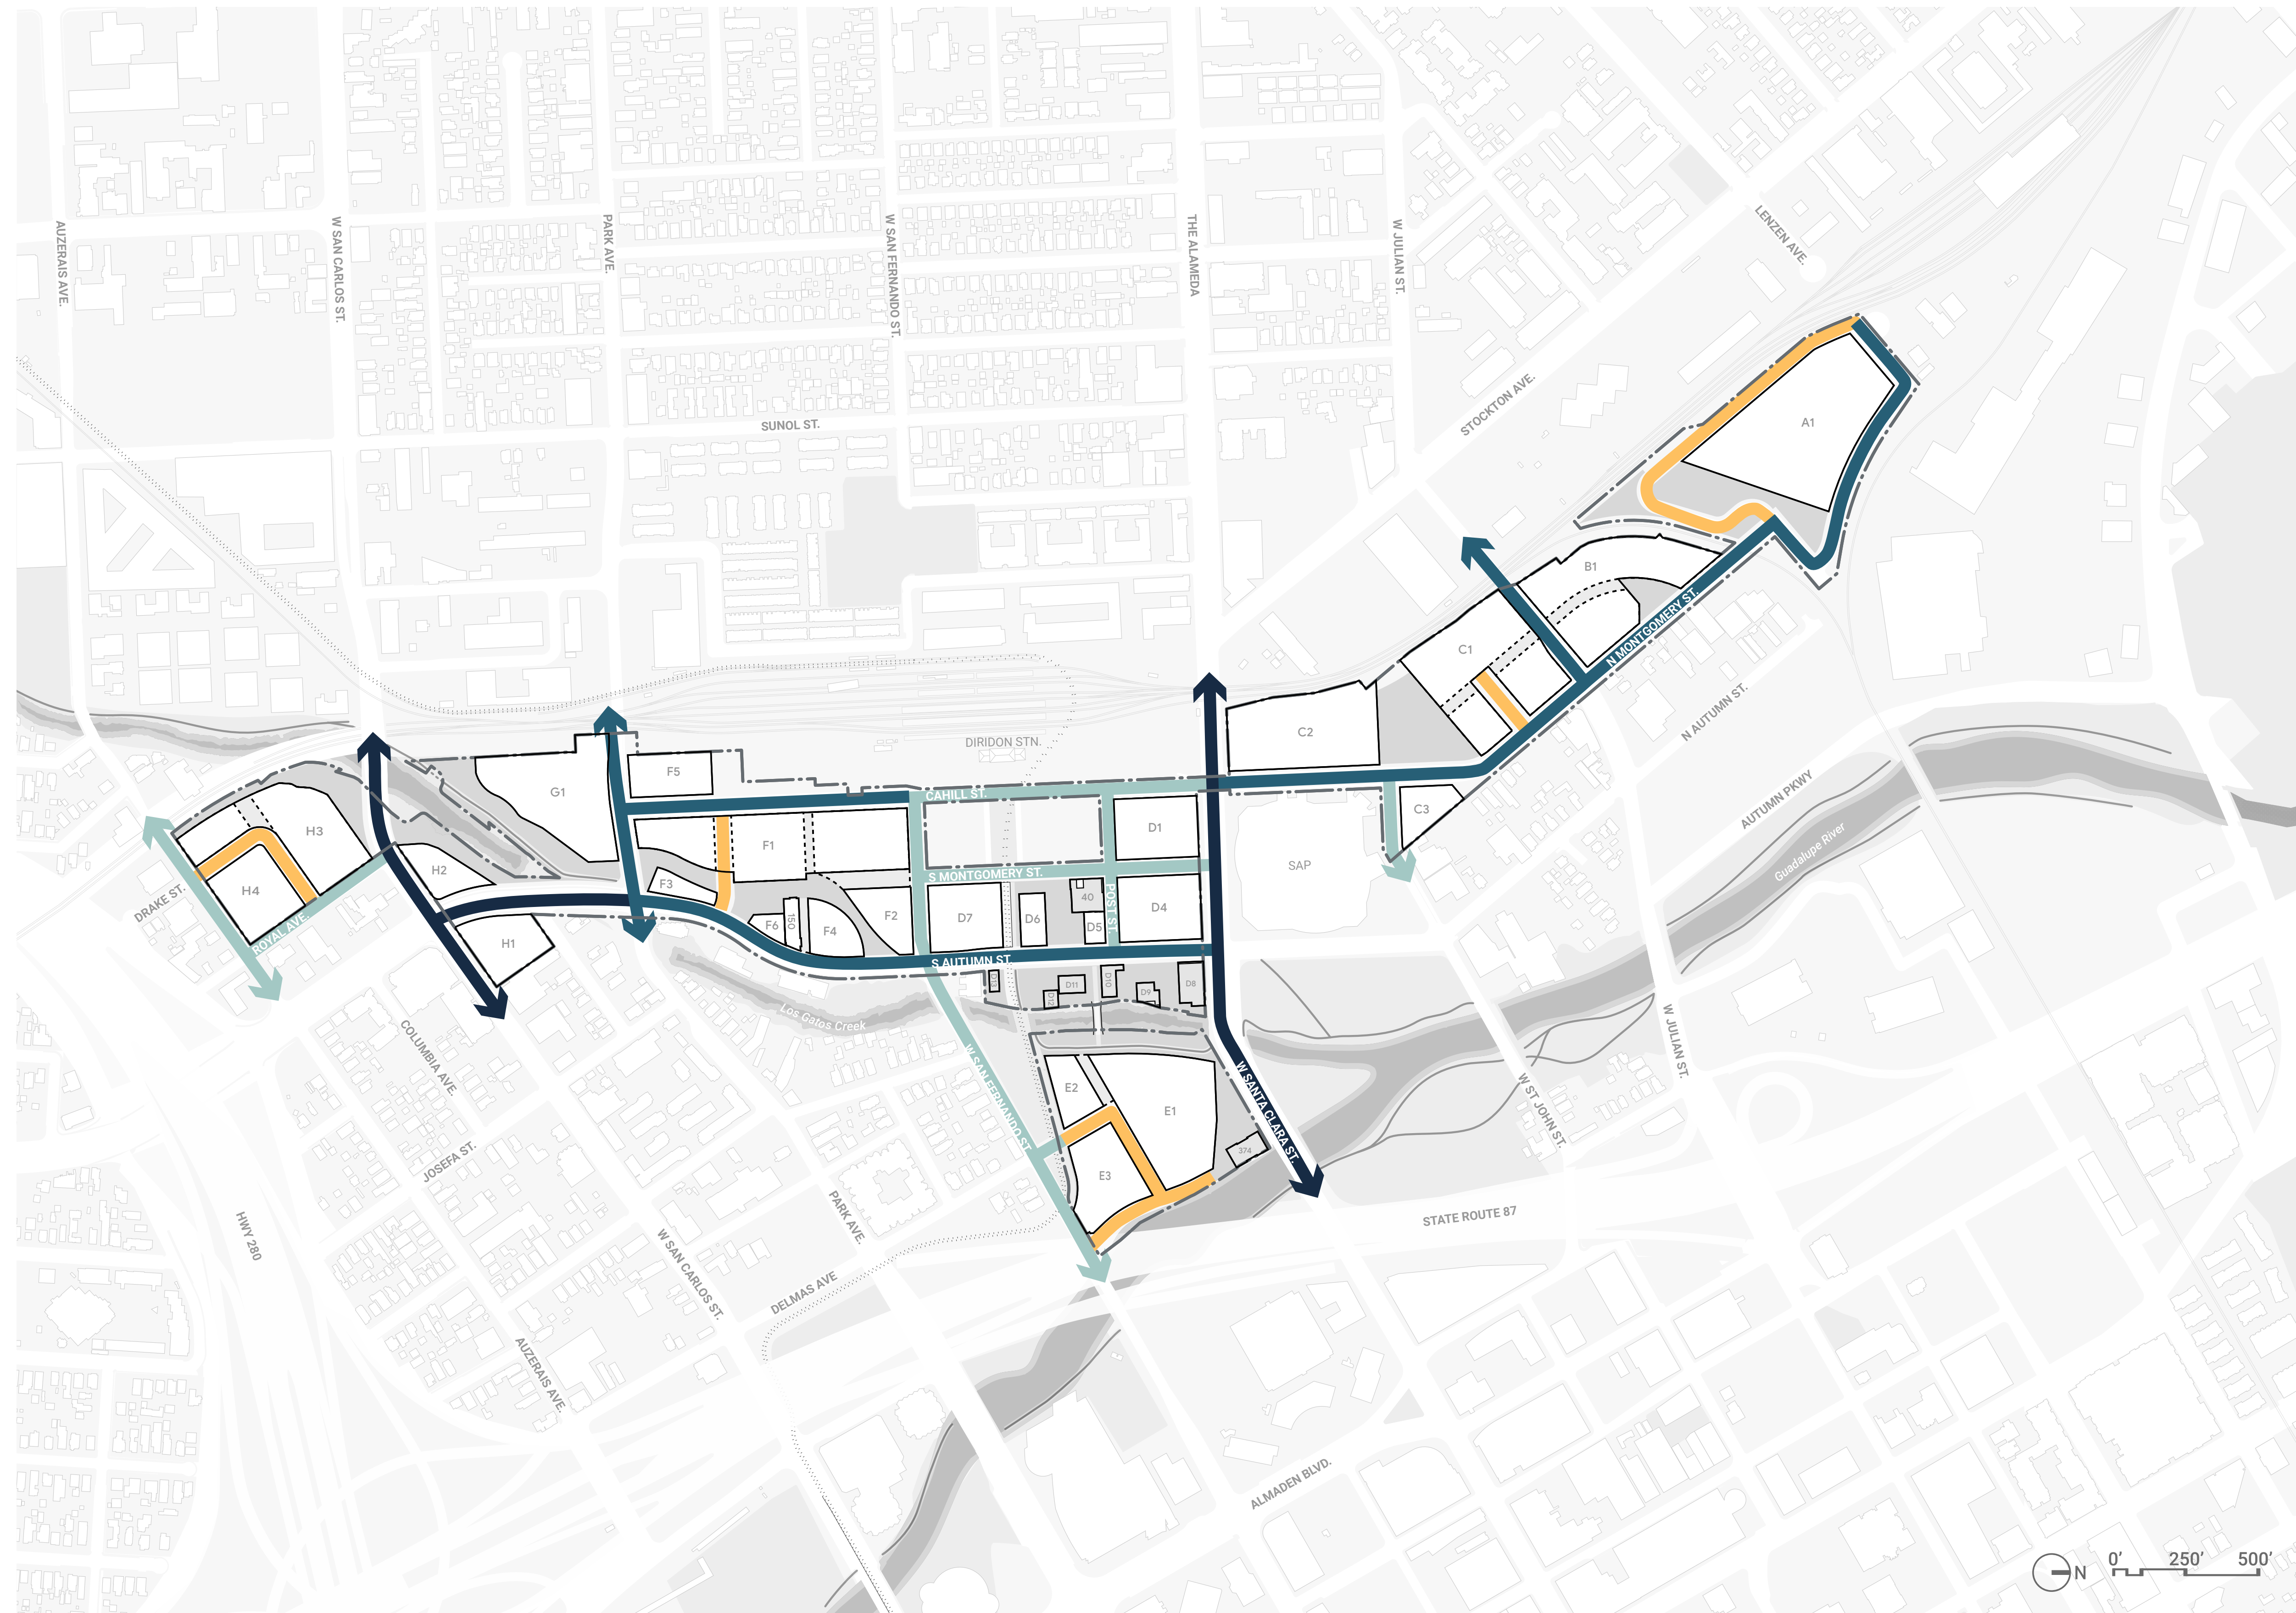 AUZERAIS AVE.
W SAN CARLOS ST.
PARK AVE.
W SAN FERNANDO ST.
THE ALAMEDA
W JULIAN ST.
LENZEN AVE.
SUNOL ST.
STOCKTON AVE.
A1
B1
C1
N MONTGOMERY ST.
N AUTUMN ST.
DIRIDON STN.
C2
F5
G1
CAHILL ST.
C3
AUTUMN PKWY
Guadalupe River
H3
D1
F1
SAP
H2
S MONTGOMERY ST.
H4
F3
40
POST ST.
DRAKE ST.
ROYAL AVE.
H1
F6
150
F4
F2
D7
D6
D5
D4
S AUTUMN ST.
D13
D12
D11
D10
D9
D8
Los Gatos Creek
COLUMBIA AVE.
W SAN FERNANDO ST.
E2
E1
W SANTA CLARA ST.
W ST JOHN ST.
W JULIAN ST.
JOSEFA ST.
E3
374
HWY 280
PARK AVE.
W SAN CARLOS ST.
STATE ROUTE 87
DELMAS AVE
AUZERAIS AVE.
ALMADEN BLVD.
N
0' 250' 500'